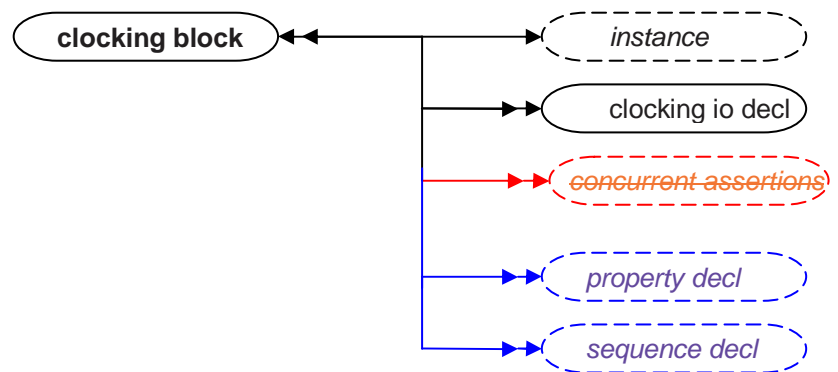 clocking block
instance
clocking io decl
concurrent assertions
property decl
sequence decl